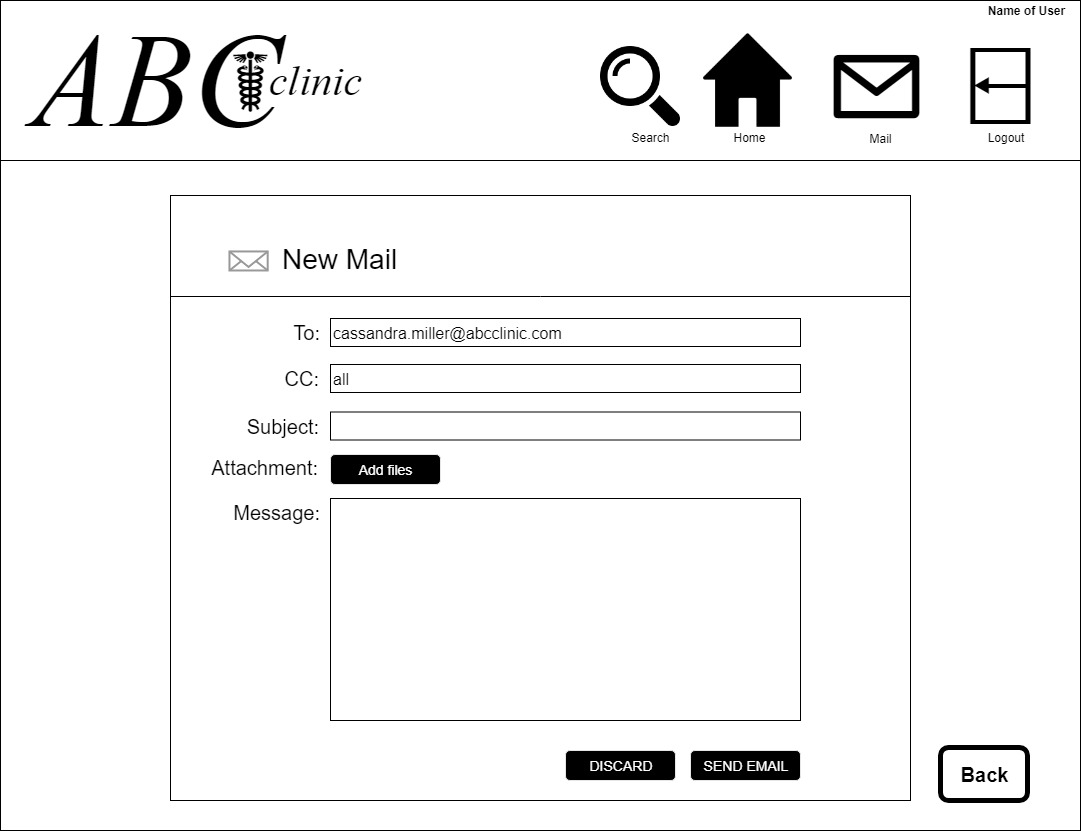 Name of User
ABC clinic
Search
Home
Mail
Logout
New Mail
To: cassandra.miller@abcclinic.com
CC: all
Subject:
Attachment: Add files
Message:
DISCARD SEND EMAIL
Back